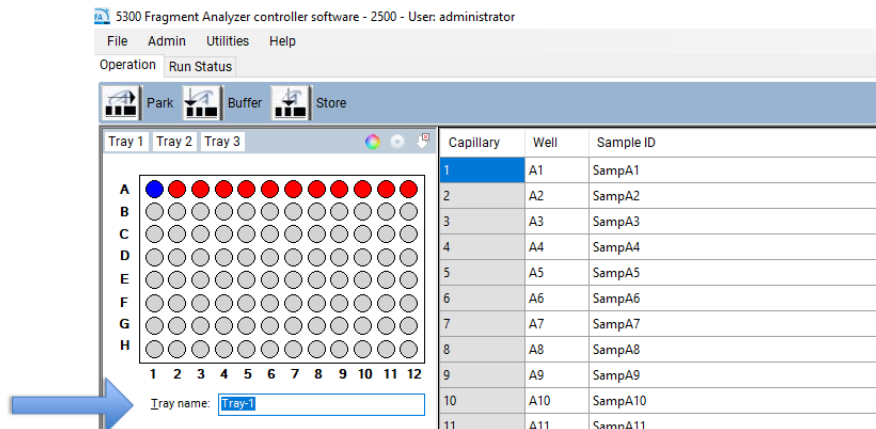 5300 Fragment Analyzer controller software - 2500 - User: administrator
File Admin Utilities Help
Operation Run Status
Park Buffer Store
Tray 1 Tray 2 Tray 3
A
B
C
D
E
F
G
H
1 2 3 4 5 6 7 8 9 10 11 12
Tray name: Tray-1
Capillary Well Sample ID
1 A1 SampA1
2 A2 SampA2
3 A3 SampA3
4 A4 SampA4
5 A5 SampA5
6 A6 SampA6
7 A7 SampA7
8 A8 SampA8
9 A9 SampA9
10 A10 SampA10
11 A11 SampA11